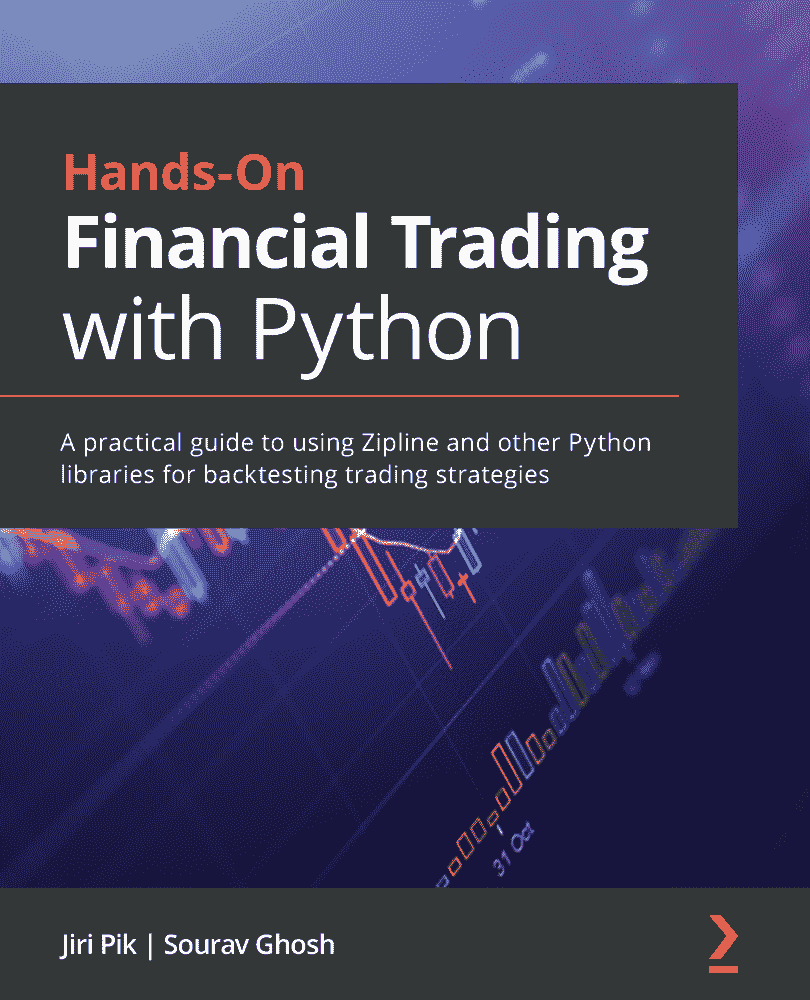 Hands-On
Financial Trading
with Python
A practical guide to using Zipline and other Python
libraries for backtesting trading strategies
31 Oct
Jiri Pik | Sourav Ghosh